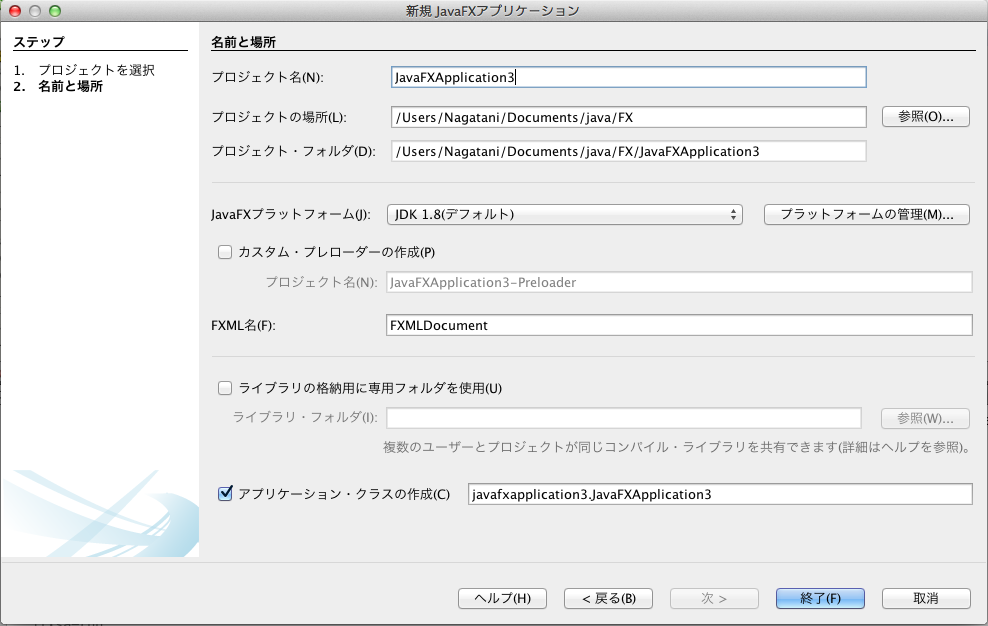 新規 JavaFXアプリケーション
ステップ
1. プロジェクトを選択
2. 名前と場所
名前と場所
プロジェクト名(N): JavaFXApplication3
プロジェクトの場所(L): /Users/Nagatani/Documents/java/FX 参照(O)...
プロジェクト・フォルダ(D): /Users/Nagatani/Documents/java/FX/JavaFXApplication3
JavaFXプラットフォーム(J): JDK 1.8(デフォルト) プラットフォームの管理(M)...
カスタム・プレローダーの作成(P)
プロジェクト名(N): JavaFXApplication3-Preloader
FXML名(F): FXMLDocument
ライブラリの格納用に専用フォルダを使用(U)
ライブラリ・フォルダ(I): 参照(W)...
複数のユーザーとプロジェクトが同じコンパイル・ライブラリを共有できます(詳細はヘルプを参照)。
アプリケーション・クラスの作成(C) javafxapplication3.JavaFXApplication3
ヘルプ(H) < 戻る(B) 次 > 終了(F) 取消